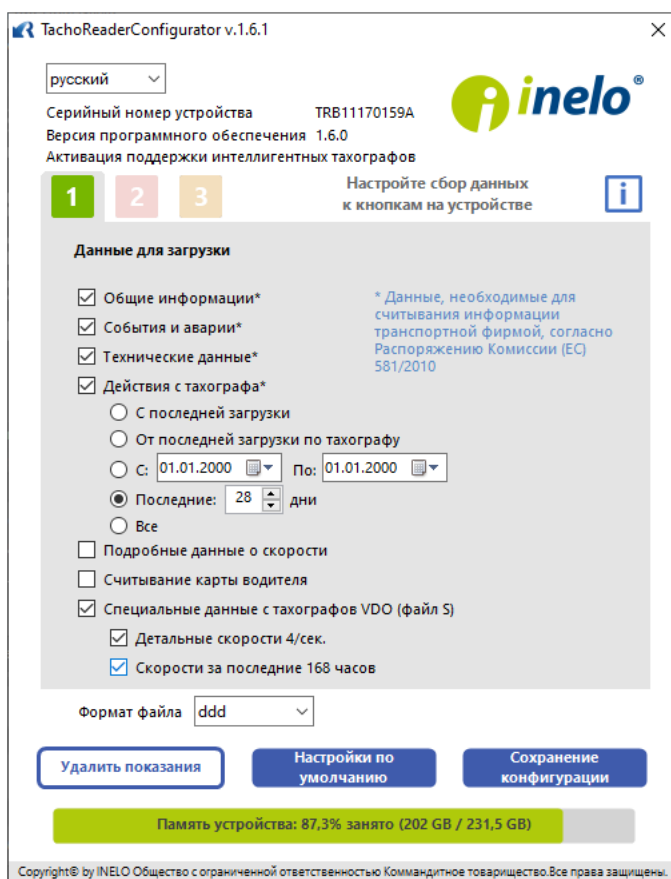 TachoReaderConfigurator v.1.6.1
русский
inelo®
Серийный номер устройства TRB11170159A
Версия программного обеспечения 1.6.0
Активация поддержки интеллигентных тахографов
1 2 3
Настройте сбор данных
к кнопкам на устройстве
i
Данные для загрузки
Общие информации*
События и аварии*
Технические данные*
Действия с тахографа*
* Данные, необходимые для
считывания информации
транспортной фирмой, согласно
Распоряжению Комиссии (ЕС)
581/2010
С последней загрузки
От последней загрузки по тахографу
С: 01.01.2000 По: 01.01.2000
Последние: 28 дни
Все
Подробные данные о скорости
Считывание карты водителя
Специальные данные с тахографов VDO (файл S)
Детальные скорости 4/сек.
Скорости за последние 168 часов
Формат файла ddd
Удалить показания
Настройки по
умолчанию
Сохранение
конфигурации
Память устройства: 87,3% занято (202 GB / 231,5 GB)
Copyright© by INELO Общество с ограниченной ответственностью Коммандитное товарищество.Все права защищены.